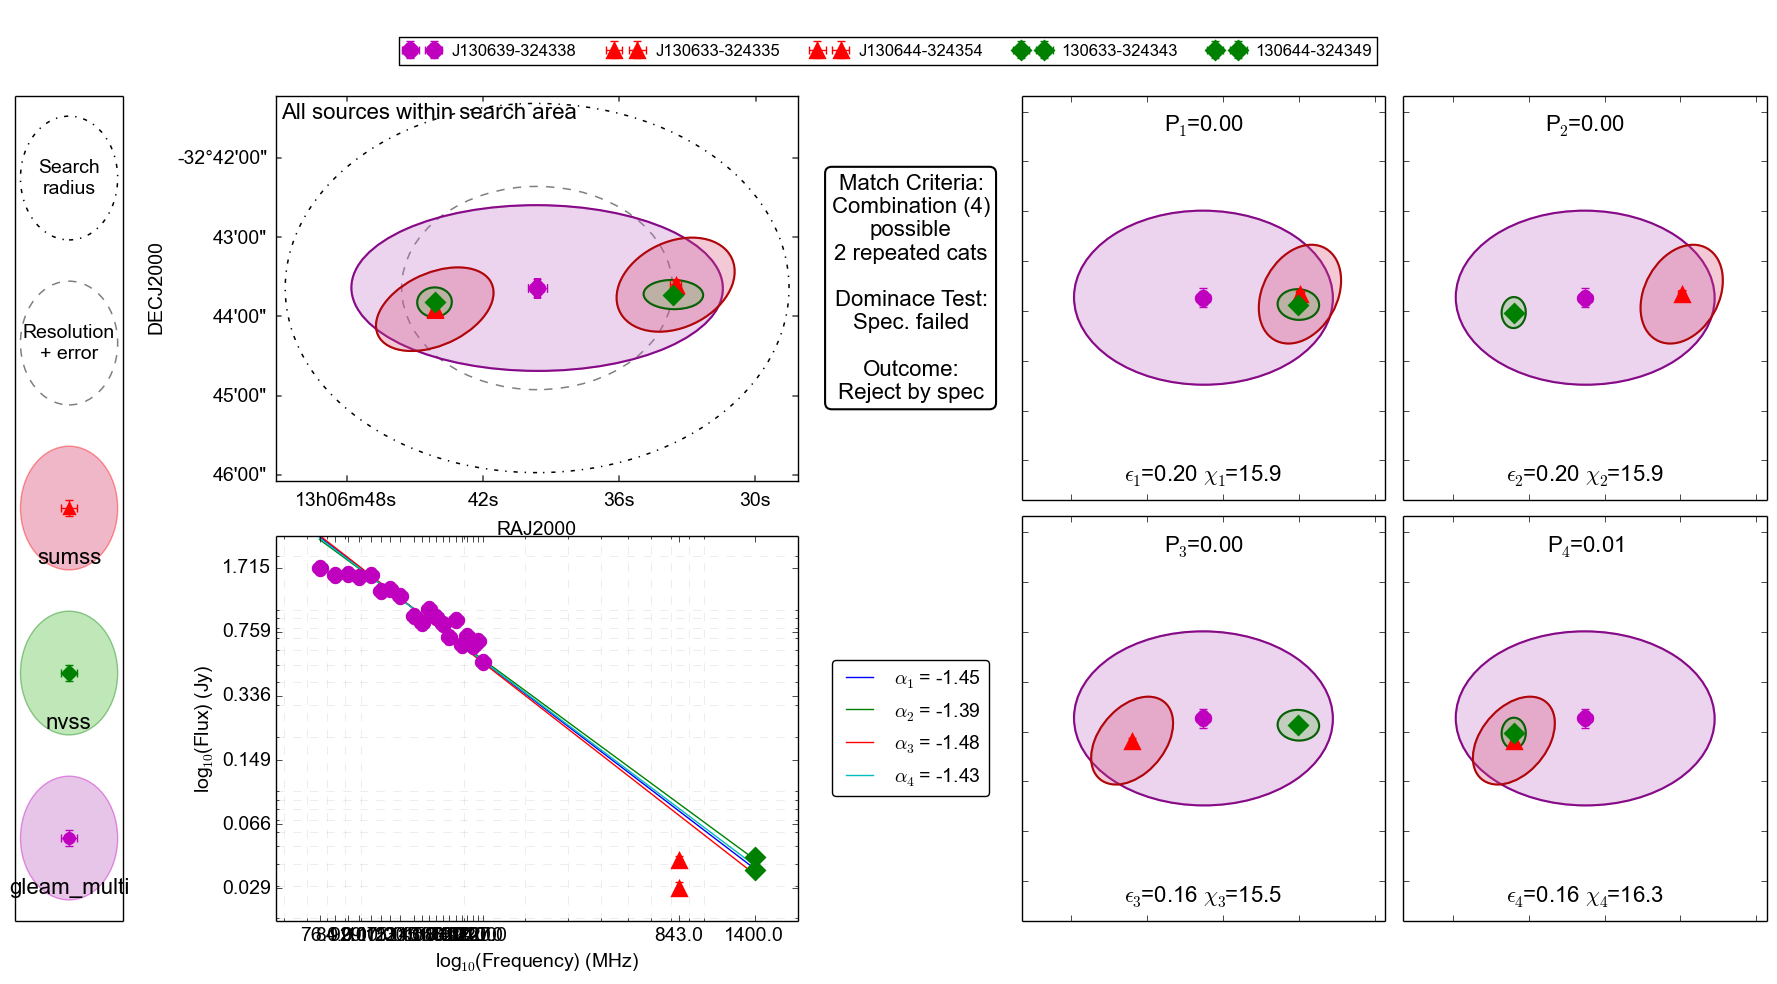 J130639-324338 J130633-324335 J130644-324354 130633-324343 130644-324349
Search
radius
Resolution
+ error
sumss
nvss
gleam_multi
All sources within search area
DECJ2000
-32°42'00"
43'00"
44'00"
45'00"
46'00"
13h06m48s 42s 36s 30s
RAJ2000
Match Criteria:
Combination (4)
possible
2 repeated cats
Dominace Test:
Spec. failed
Outcome:
Reject by spec
P1=0.00
ϵ1=0.20 χ1=15.9
P2=0.00
ϵ2=0.20 χ2=15.9
log10(Flux) (Jy)
1.715
0.759
0.336
0.149
0.066
0.029
843.0 1400.0
log10(Frequency) (MHz)
α1 = -1.45
α2 = -1.39
α3 = -1.48
α4 = -1.43
P3=0.00
ϵ3=0.16 χ3=15.5
P4=0.01
ϵ4=0.16 χ4=16.3